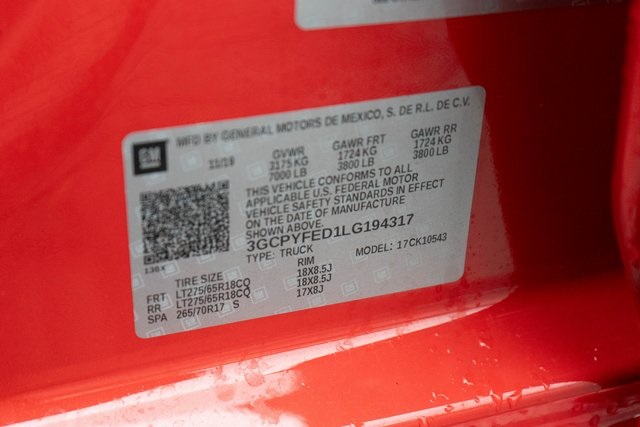 GM
MFD BY GENERAL MOTORS DE MEXICO, S. DE R.L. DE C.V.
11/19 GVWR GAWR FRT GAWR RR
3175 KG 1724 KG 1724 KG
7000 LB 3800 LB 3800 LB
THIS VEHICLE CONFORMS TO ALL
APPLICABLE U.S. FEDERAL MOTOR
VEHICLE SAFETY STANDARDS IN EFFECT
ON THE DATE OF MANUFACTURE
SHOWN ABOVE.
3GCPYFED1LG194317
TYPE: TRUCK MODEL: 17CK10543
TIRE SIZE RIM
FRT LT275/65R18CQ 18X8.5J
RR LT275/65R18CQ 18X8.5J
SPA 265/70R17 S 17X8J